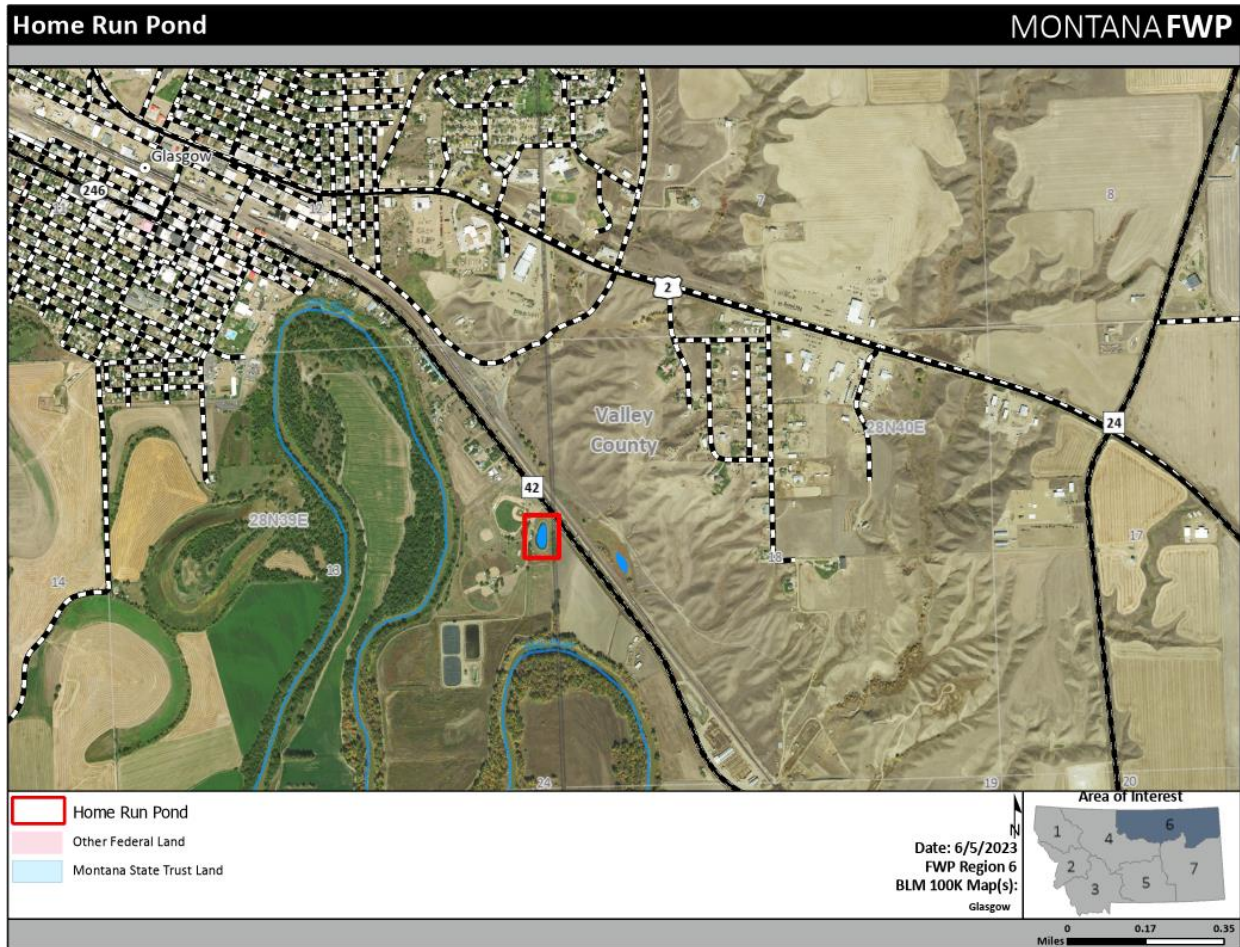 Home Run Pond
MONTANA FWP
Glasgow
246
11
12
7
8
2
Valley
County
28N40E
24
42
28N39E
14
13
18
17
24
19
20
Home Run Pond
Other Federal Land
Montana State Trust Land
N
Date: 6/5/2023
FWP Region 6
BLM 100K Map(s):
Glasgow
Area of Interest
1
4
6
2
7
3
5
0 0.17 0.35
Miles